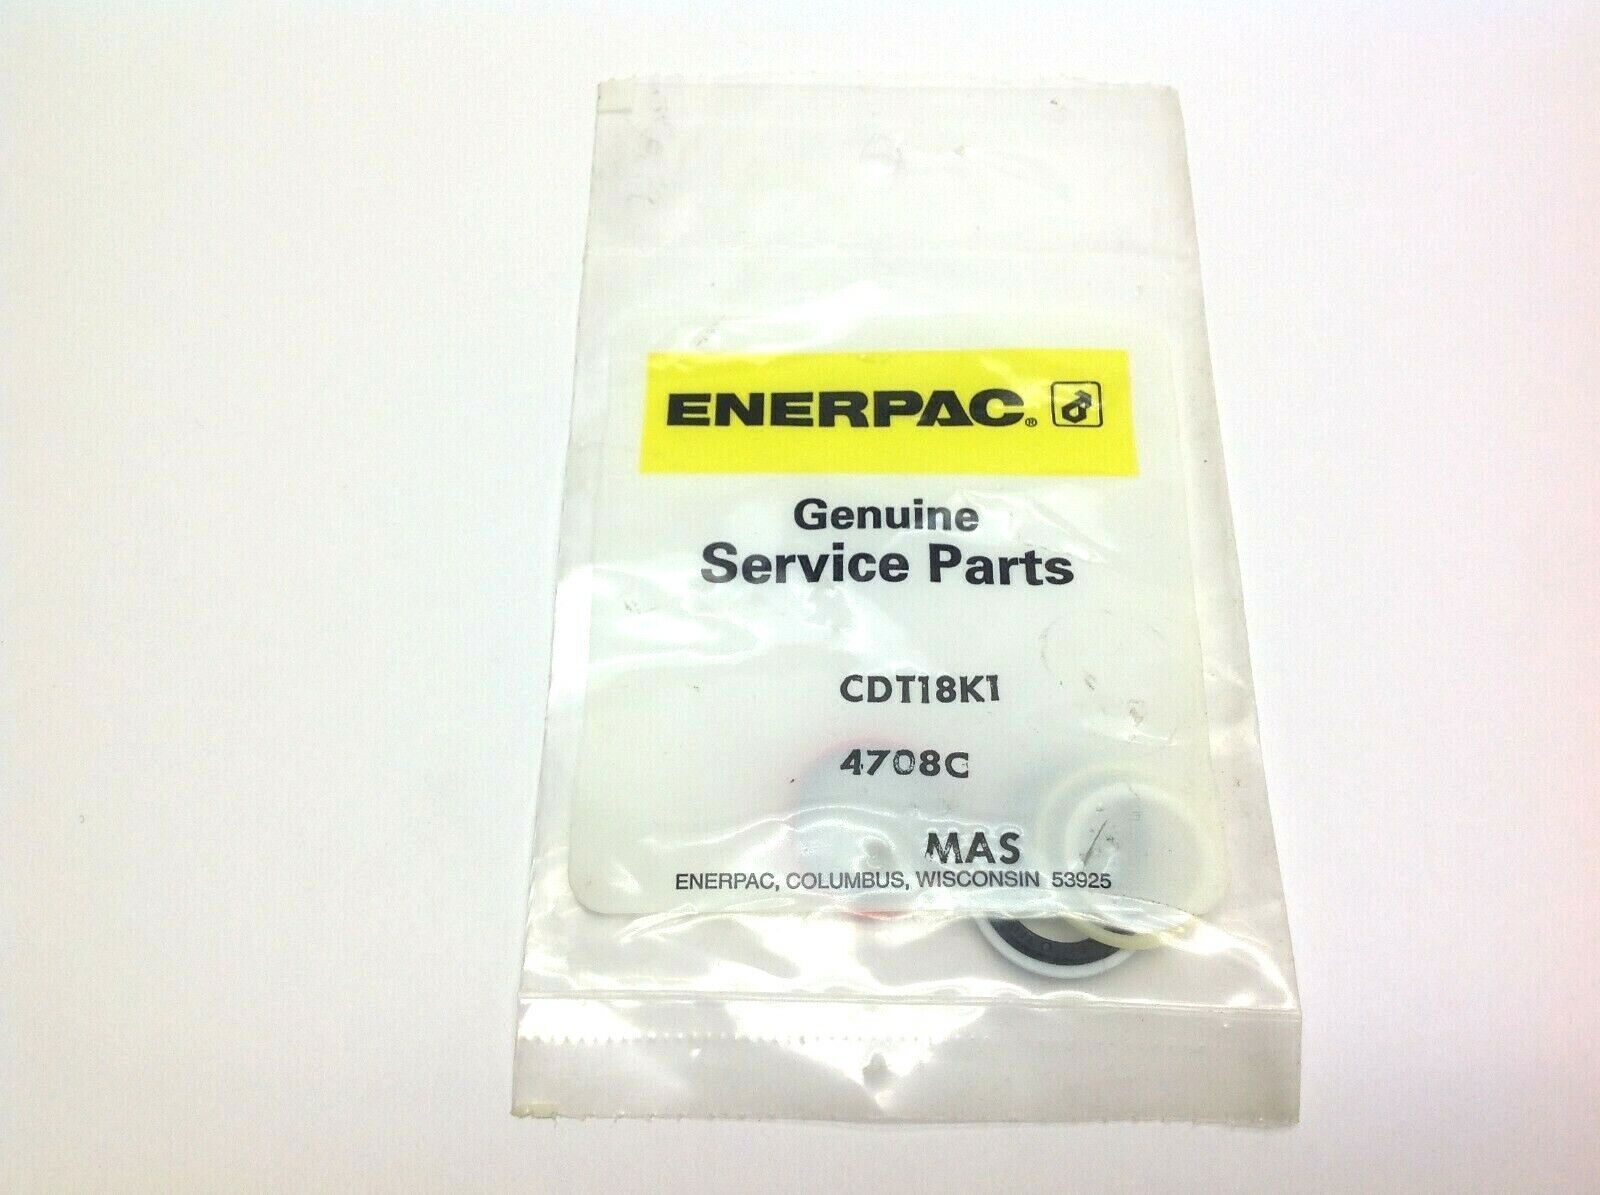 ENERPAC®
Genuine
Service Parts
CDT18K1
4708C
MAS
ENERPAC, COLUMBUS, WISCONSIN 53925